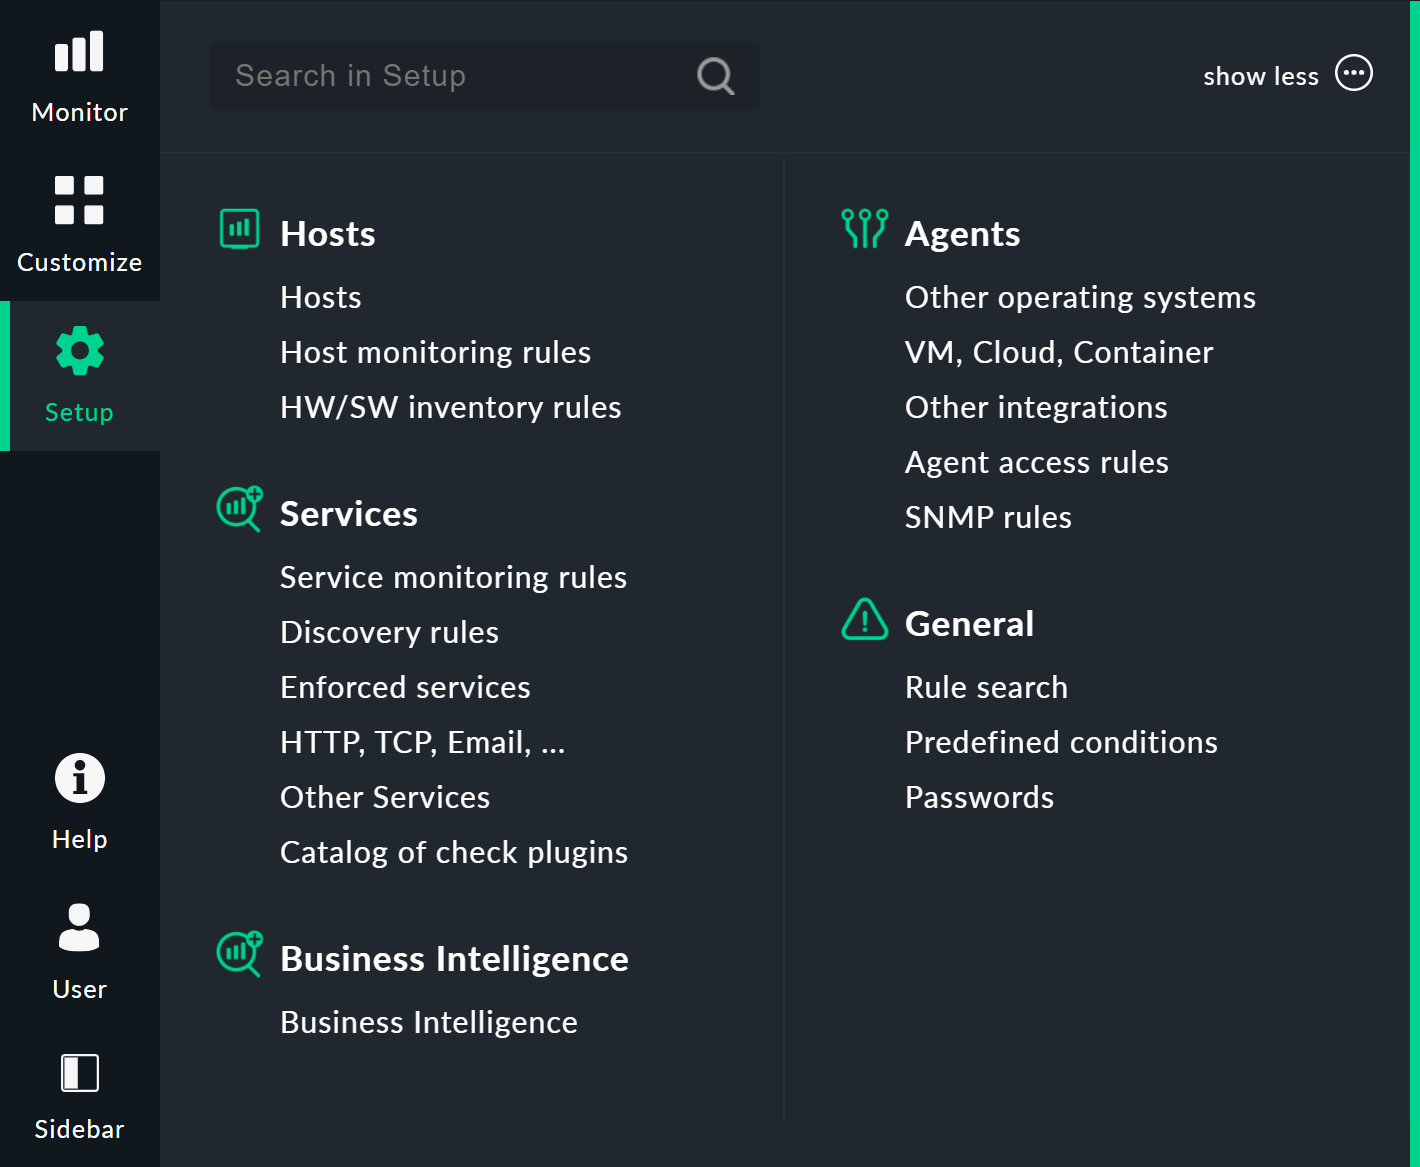 Monitor
Customize
Setup
Help
User
Sidebar
Search in Setup
show less
Hosts
Hosts
Host monitoring rules
HW/SW inventory rules
Services
Service monitoring rules
Discovery rules
Enforced services
HTTP, TCP, Email, ...
Other Services
Catalog of check plugins
Business Intelligence
Business Intelligence
Agents
Other operating systems
VM, Cloud, Container
Other integrations
Agent access rules
SNMP rules
General
Rule search
Predefined conditions
Passwords